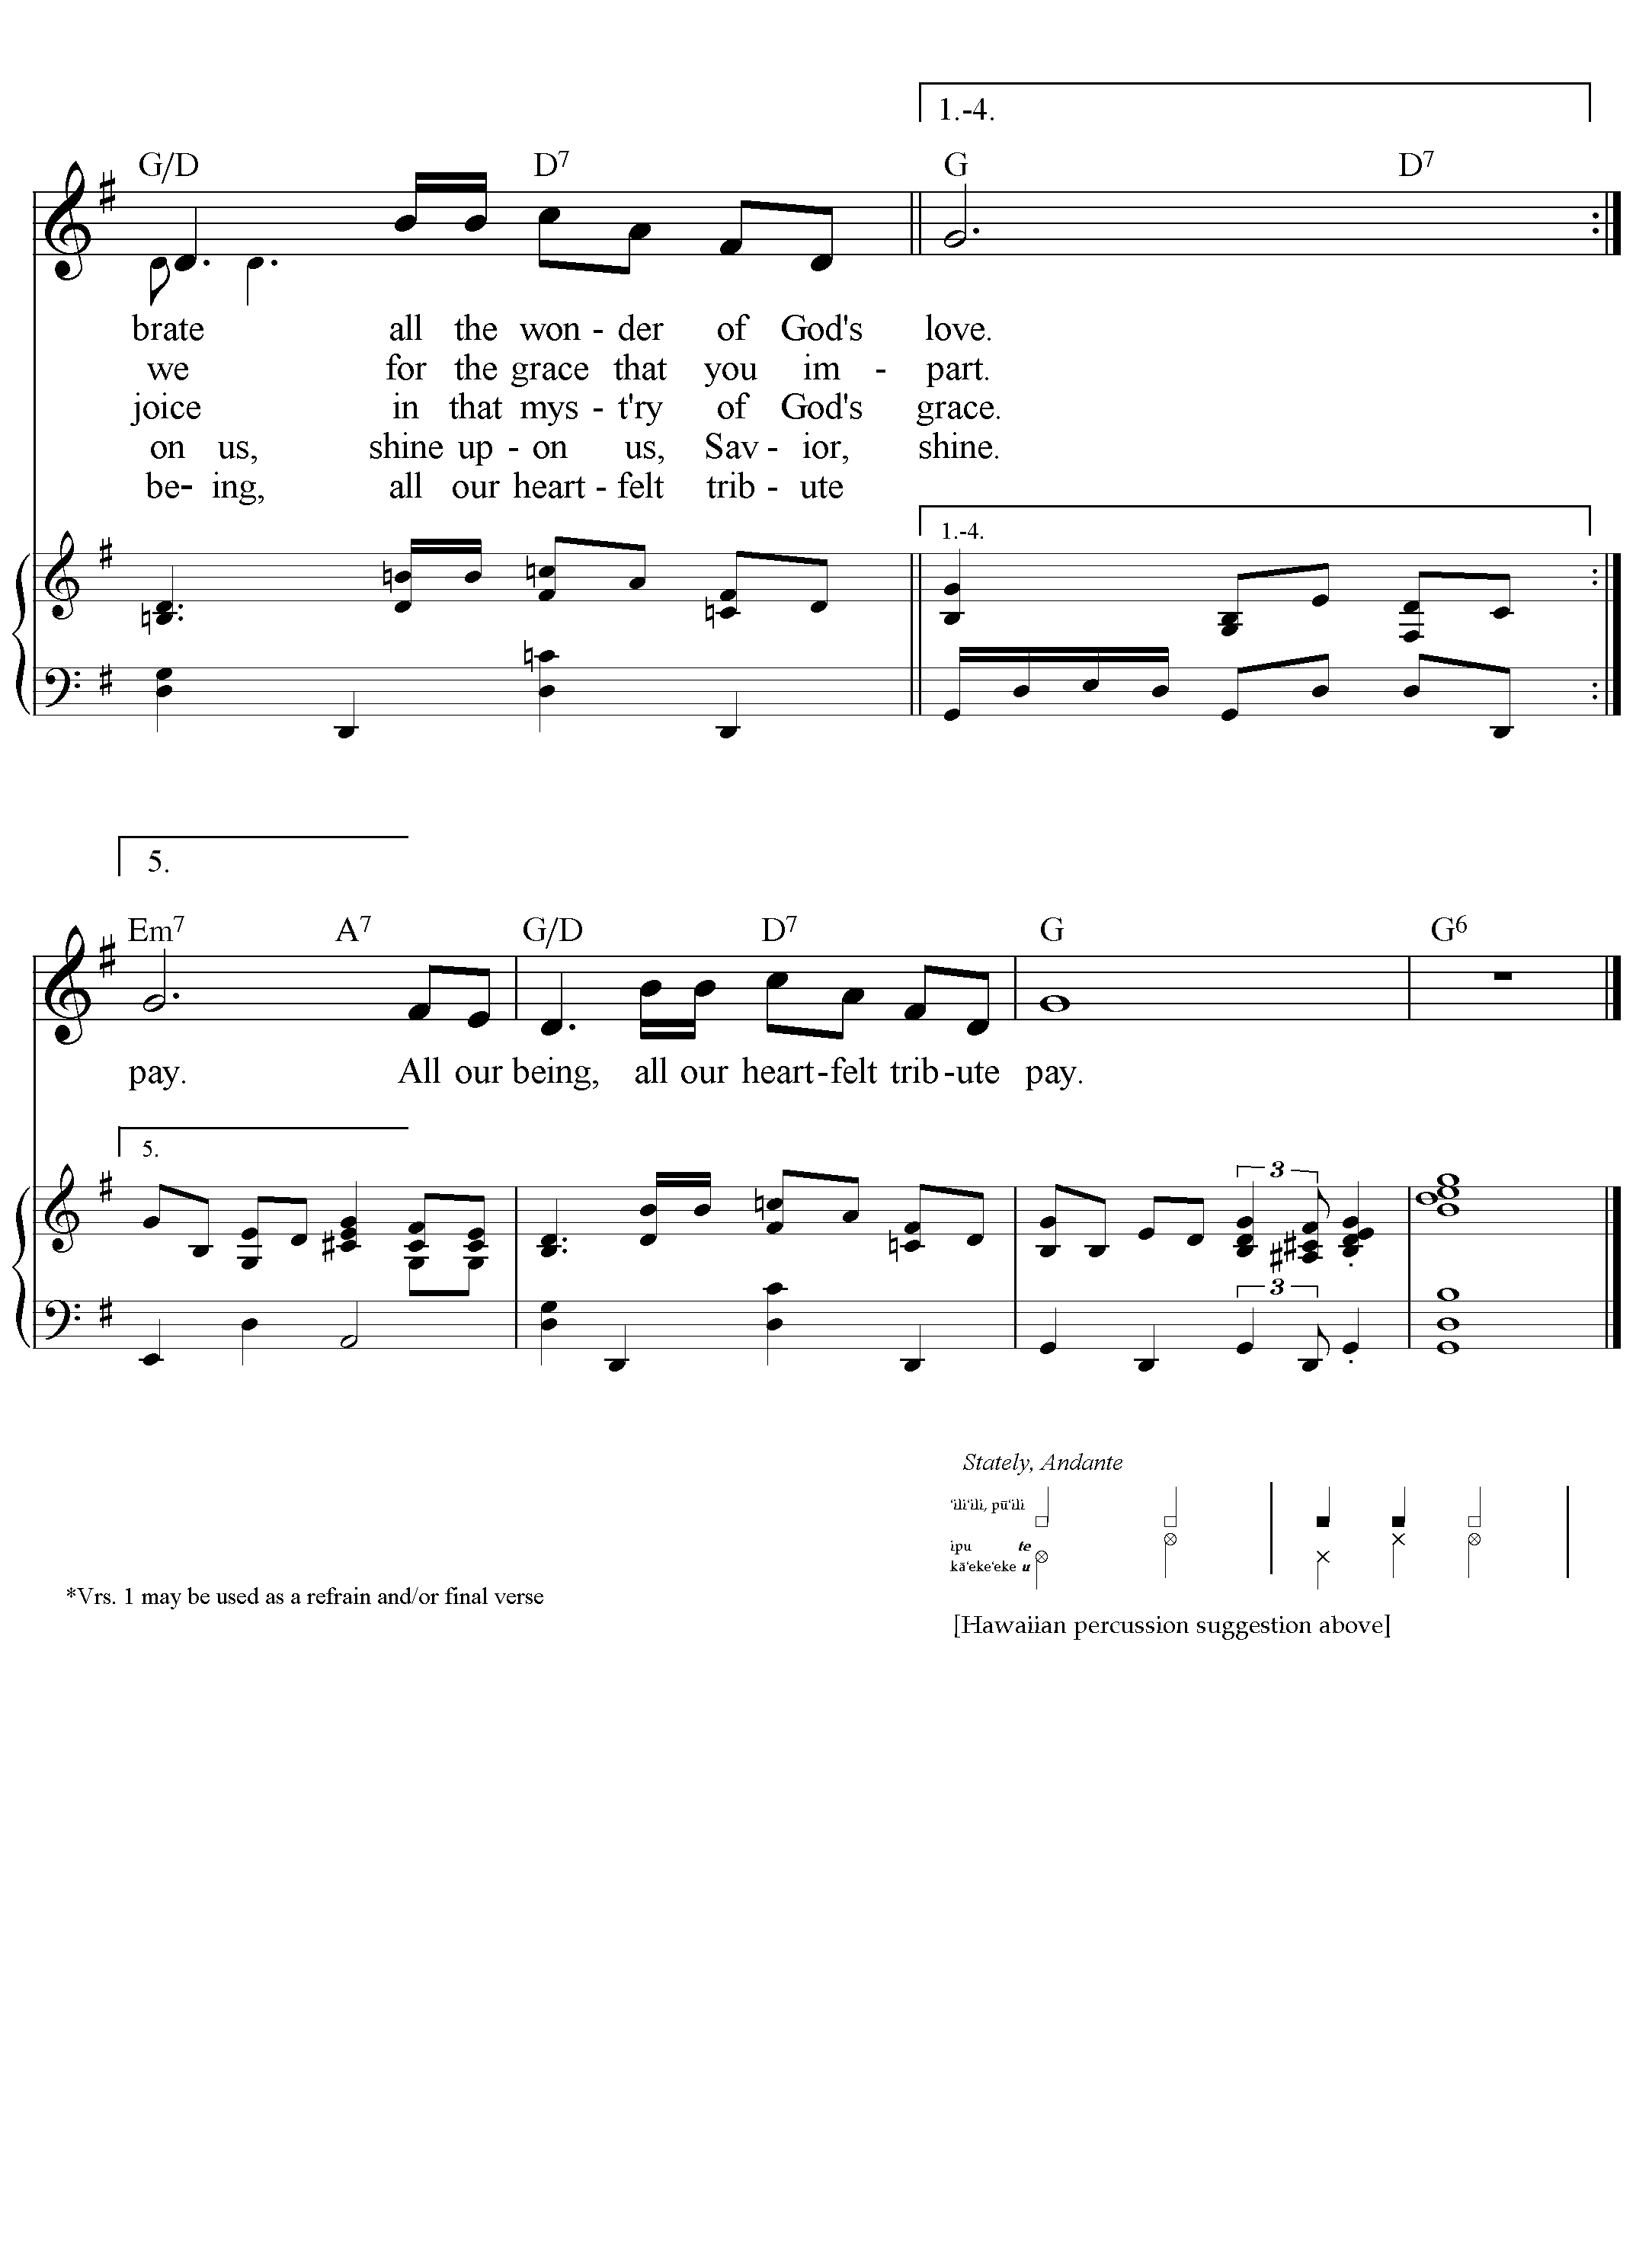 1.-4.
G/D D7 G D7
brate all the won - der of God's love.
we for the grace that you im - part.
joice in that mys - t'ry of God's grace.
on us, shine up - on us, Sav - ior, shine.
be- ing, all our heart - felt trib - ute
1.-4.
5.
Em7 A7 G/D D7 G G6
pay. All our being, all our heart-felt trib-ute pay.
5.
3
3
Stately, Andante
ʻiliʻili, pūʻili
ipu te
kāʻekeʻeke u
*Vrs. 1 may be used as a refrain and/or final verse
[Hawaiian percussion suggestion above]